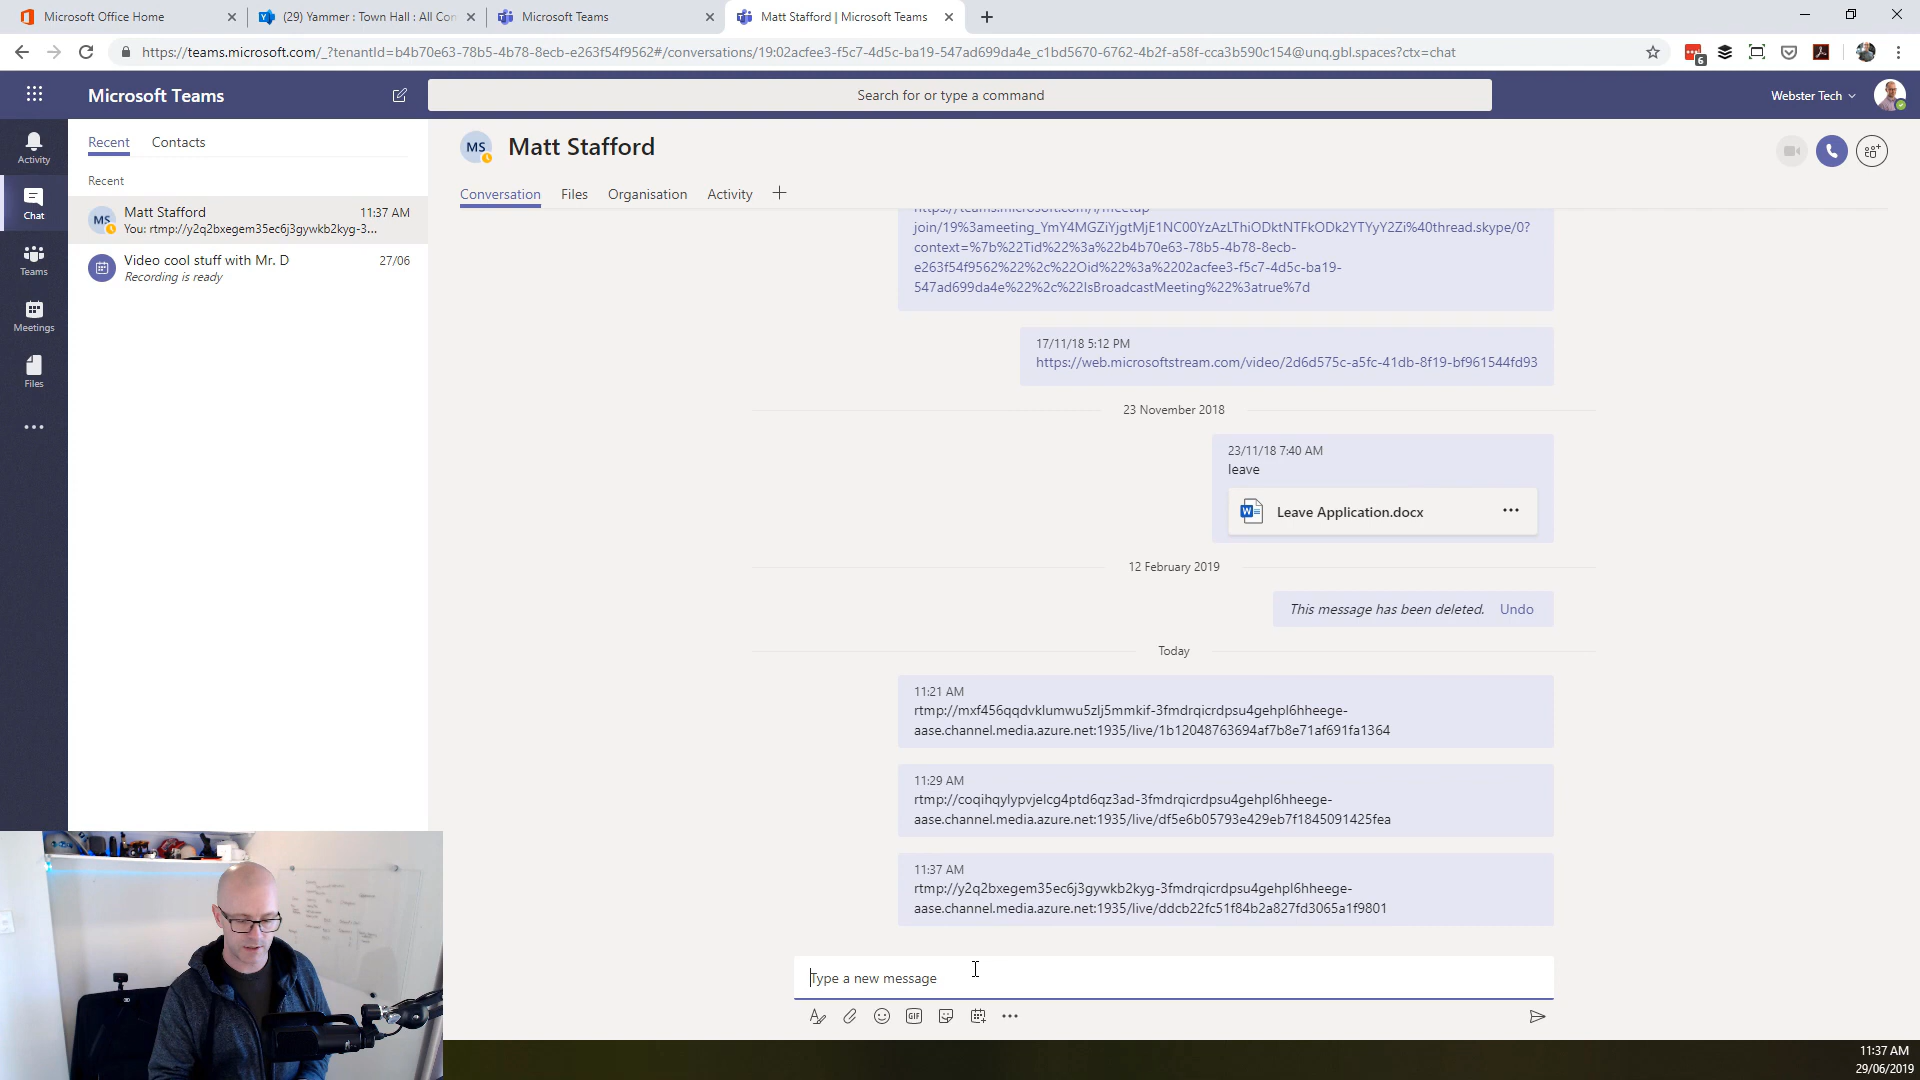 Microsoft Office Home
(29) Yammer : Town Hall : All Con
Microsoft Teams
Matt Stafford | Microsoft Teams
https://teams.microsoft.com/_?tenantId=b4b70e63-78b5-4b78-8ecb-e263f54f9562#/conversations/19:02acfee3-f5c7-4d5c-ba19-547ad699da4e_c1bd5670-6762-4b2f-a58f-cca3b590c154@unq.gbl.spaces?ctx=chat
6
Microsoft Teams
Search for or type a command
Webster Tech
Activity
Chat
Teams
Meetings
Files
Recent
Contacts
Recent
MS
Matt Stafford
11:37 AM
You: rtmp://y2q2bxegem35ec6j3gywkb2kyg-3...
Video cool stuff with Mr. D
27/06
Recording is ready
MS
Matt Stafford
Conversation
Files
Organisation
Activity
https://teams.microsoft.com/l/meetup-
join/19%3ameeting_YmY4MGZiYjgtMjE1NC00YzAzLThiODktNTFkODk2YTYyY2Zi%40thread.skype/0?
context=%7b%22Tid%22%3a%22b4b70e63-78b5-4b78-8ecb-
e263f54f9562%22%2c%22Oid%22%3a%2202acfee3-f5c7-4d5c-ba19-
547ad699da4e%22%2c%22IsBroadcastMeeting%22%3atrue%7d
17/11/18 5:12 PM
https://web.microsoftstream.com/video/2d6d575c-a5fc-41db-8f19-bf961544fd93
23 November 2018
23/11/18 7:40 AM
leave
Leave Application.docx
12 February 2019
This message has been deleted. Undo
Today
11:21 AM
rtmp://mxf456qqdvklumwu5zlj5mmkif-3fmdrqicrdpsu4gehpl6hheege-
aase.channel.media.azure.net:1935/live/1b12048763694af7b8e71af691fa1364
11:29 AM
rtmp://coqihqylypvjelcg4ptd6qz3ad-3fmdrqicrdpsu4gehpl6hheege-
aase.channel.media.azure.net:1935/live/df5e6b05793e429eb7f1845091425fea
11:37 AM
rtmp://y2q2bxegem35ec6j3gywkb2kyg-3fmdrqicrdpsu4gehpl6hheege-
aase.channel.media.azure.net:1935/live/ddcb22fc51f84b2a827fd3065a1f9801
Type a new message
GIF
11:37 AM
29/06/2019